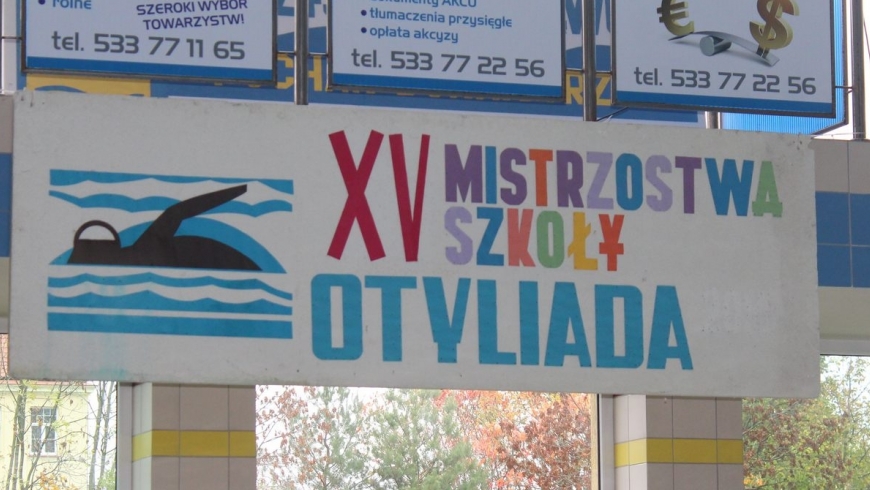 • rolne
SZEROKI WYBÓR
TOWARZYSTW!
tel. 533 77 11 65
• tłumaczenia przysięgłe
• opłata akcyzy
tel. 533 77 22 56
€ $
tel. 533 77 22 56
XV MISTRZOSTWA
SZKOŁY
OTYLIADA